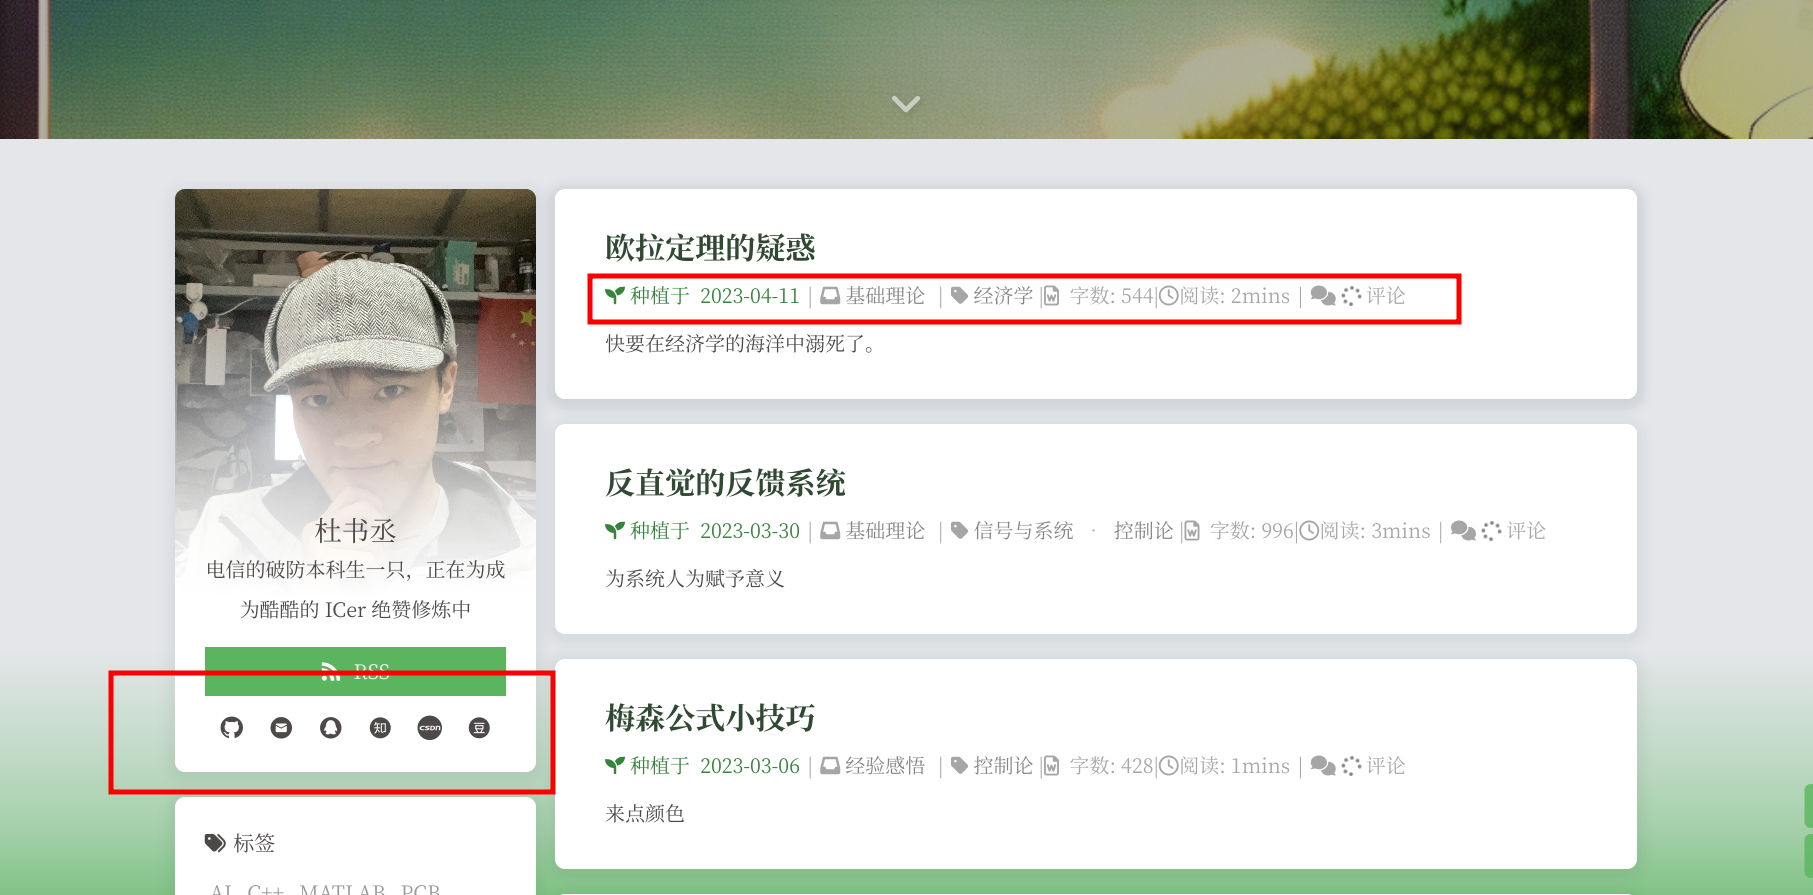 杜书丞
电信的破防本科生一只，正在为成
为酷酷的 ICer 绝赞修炼中
RSS
知 CSDN 豆
标签
AI C++ MATLAB PCB
欧拉定理的疑惑
种植于 2023-04-11 | 基础理论 | 经济学 | 字数: 544|阅读: 2mins | 评论
快要在经济学的海洋中溺死了。
反直觉的反馈系统
种植于 2023-03-30 | 基础理论 | 信号与系统 · 控制论 | 字数: 996|阅读: 3mins | 评论
为系统人为赋予意义
梅森公式小技巧
种植于 2023-03-06 | 经验感悟 | 控制论 | 字数: 428|阅读: 1mins | 评论
来点颜色